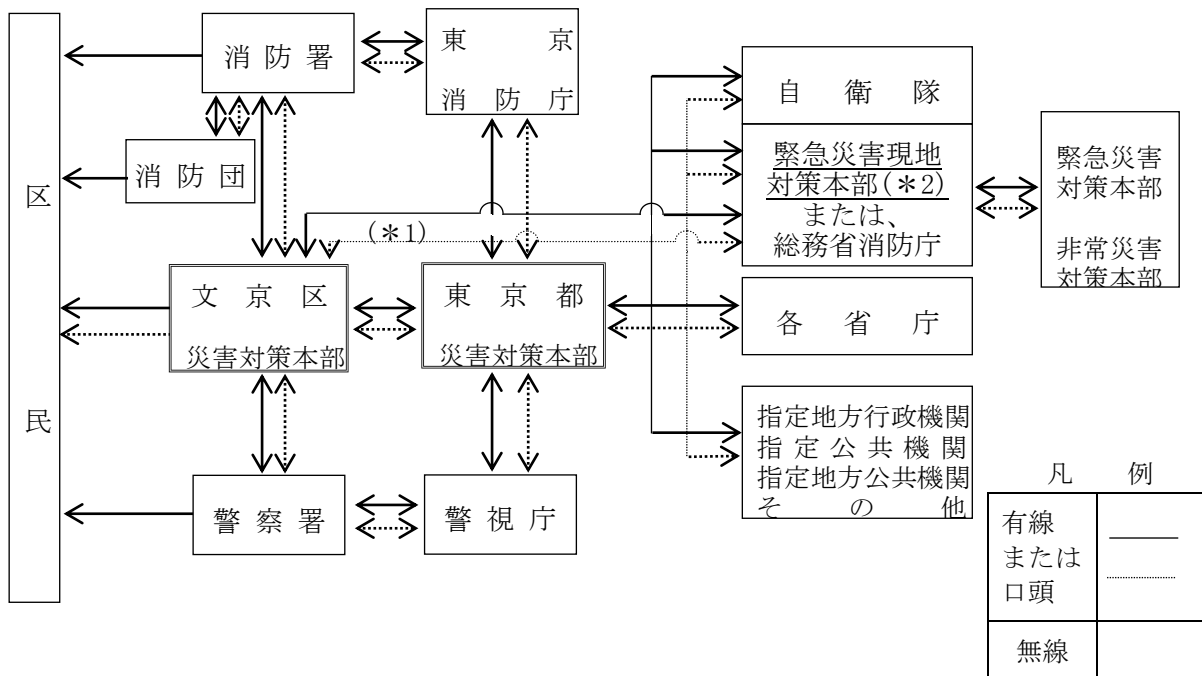 区
民
消防署
消防団
東京
消防庁
自衛隊
緊急災害現地
対策本部(＊2)
または、
総務省消防庁
緊急災害
対策本部
非常災害
対策本部
(＊1)
文京区
災害対策本部
東京都
災害対策本部
各省庁
指定地方行政機関
指定公共機関
指定地方公共機関
その他
警察署
警視庁
凡例
有線
または
口頭
無線